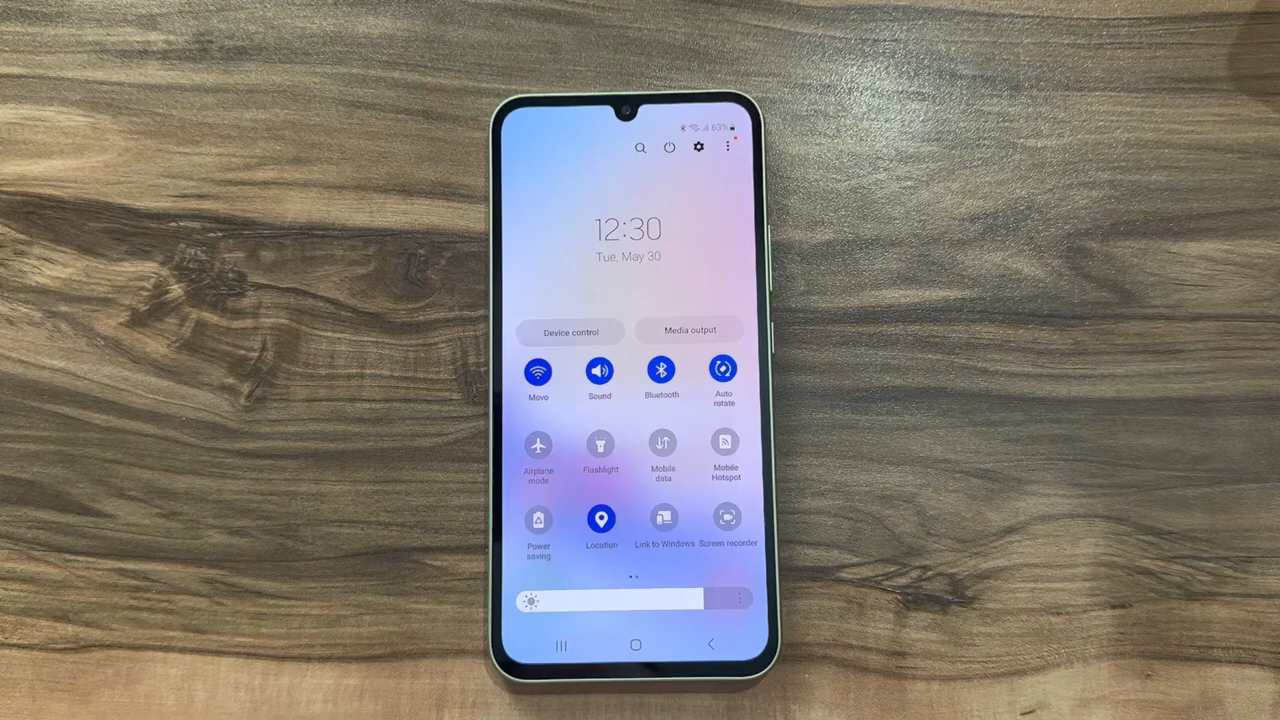 63%
12:30
Tue, May 30
Device control Media output
Movo Sound Bluetooth Auto
rotate
Airplane
mode Flashlight Mobile
data Mobile
Hotspot
Power
saving Location Link to Windows Screen recorder